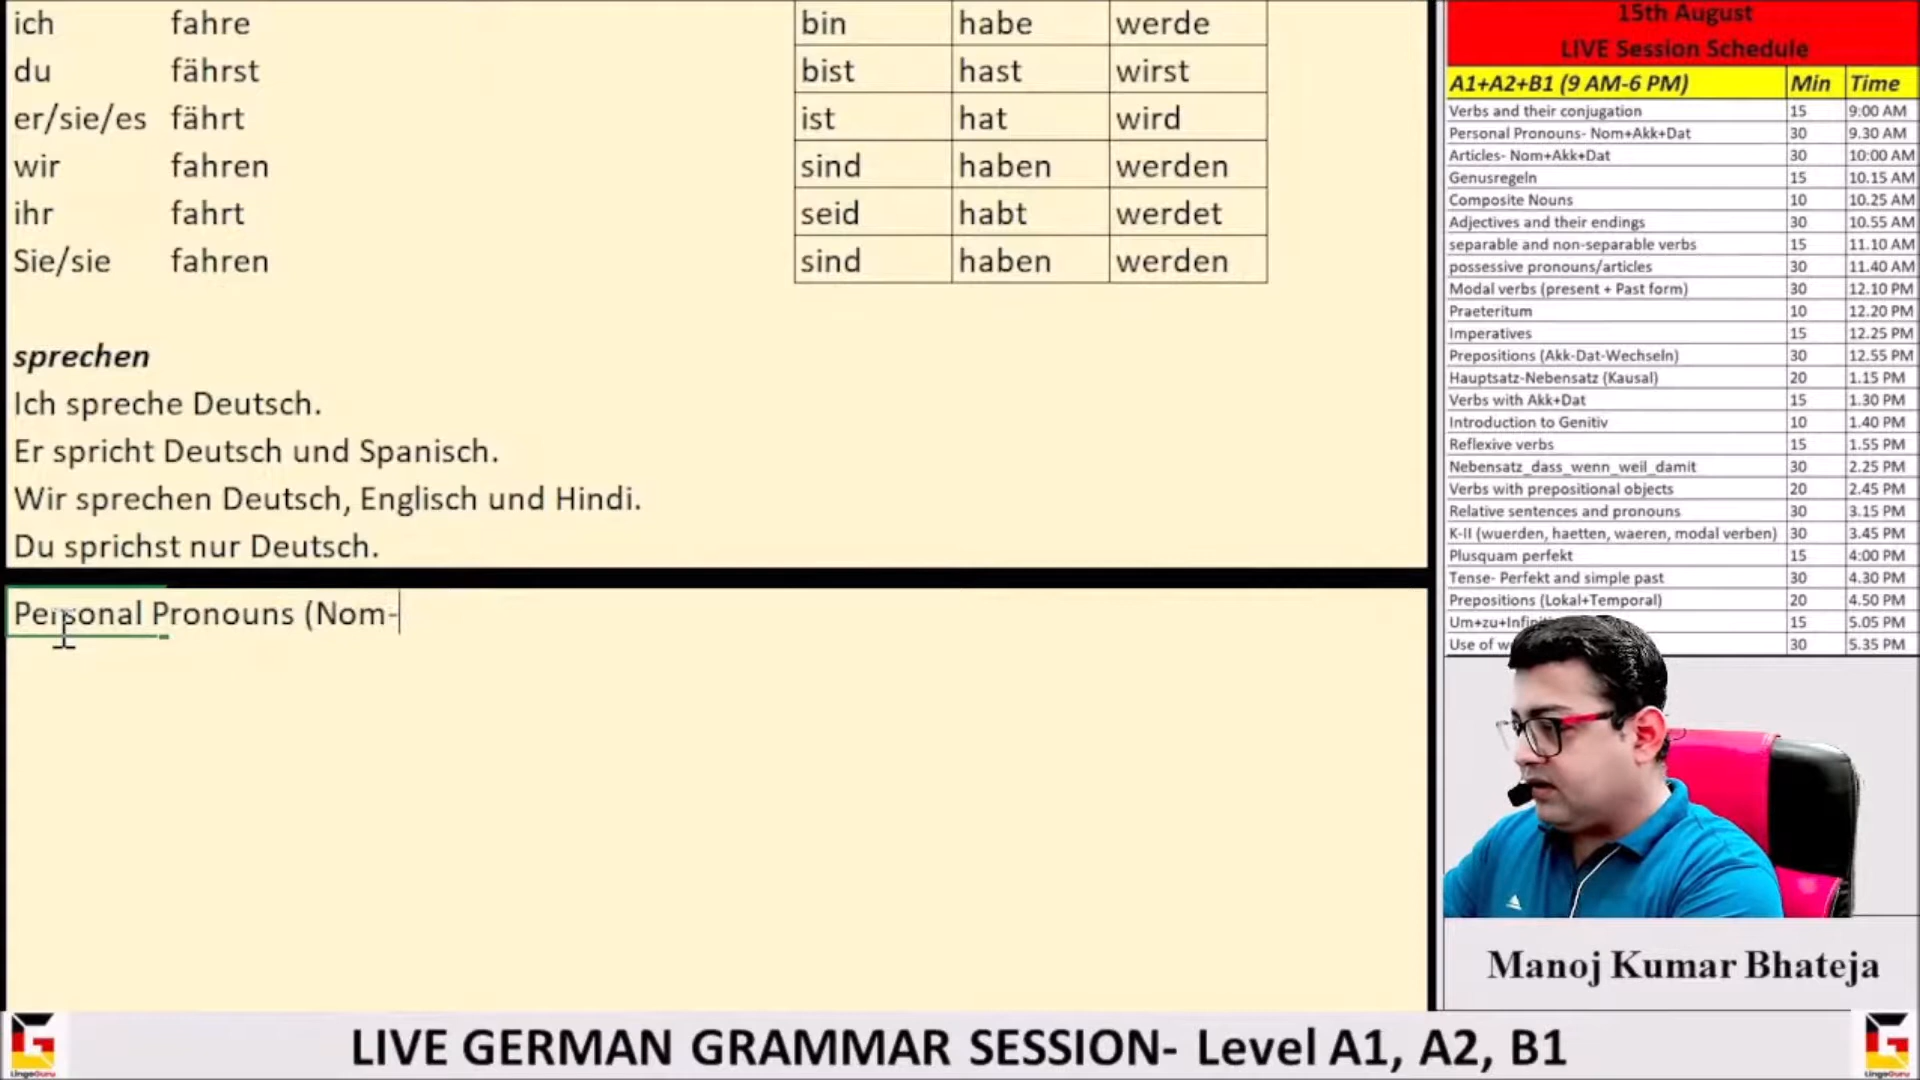 ich fahre bin habe werde
du fährst bist hast wirst
er/sie/es fährt ist hat wird
wir fahren sind haben werden
ihr fahrt seid habt werdet
Sie/sie fahren sind haben werden
sprechen
Ich spreche Deutsch.
Er spricht Deutsch und Spanisch.
Wir sprechen Deutsch, Englisch und Hindi.
Du sprichst nur Deutsch.
Personal Pronouns (Nom-
15th August
LIVE Session Schedule
A1+A2+B1 (9 AM-6 PM) Min Time
Verbs and their conjugation 15 9:00 AM
Personal Pronouns- Nom+Akk+Dat 30 9.30 AM
Articles- Nom+Akk+Dat 30 10:00 AM
Genusregeln 15 10.15 AM
Composite Nouns 10 10.25 AM
Adjectives and their endings 30 10.55 AM
separable and non-separable verbs 15 11.10 AM
possessive pronouns/articles 30 11.40 AM
Modal verbs (present + Past form) 30 12.10 PM
Praeteritum 10 12.20 PM
Imperatives 15 12.25 PM
Prepositions (Akk-Dat-Wechseln) 30 12.55 PM
Hauptsatz-Nebensatz (Kausal) 20 1.15 PM
Verbs with Akk+Dat 15 1.30 PM
Introduction to Genitiv 10 1.40 PM
Reflexive verbs 15 1.55 PM
Nebensatz_dass_wenn_weil_damit 30 2.25 PM
Verbs with prepositional objects 20 2.45 PM
Relative sentences and pronouns 30 3.15 PM
K-II (wuerden, haetten, waeren, modal verben) 30 3.45 PM
Plusquam perfekt 15 4:00 PM
Tense- Perfekt and simple past 30 4.30 PM
Prepositions (Lokal+Temporal) 20 4.50 PM
Um+zu+Infi 15 5.05 PM
Use of 30 5.35 PM
Manoj Kumar Bhateja
LIVE GERMAN GRAMMAR SESSION- Level A1, A2, B1
LingoGuru
LingoGuru